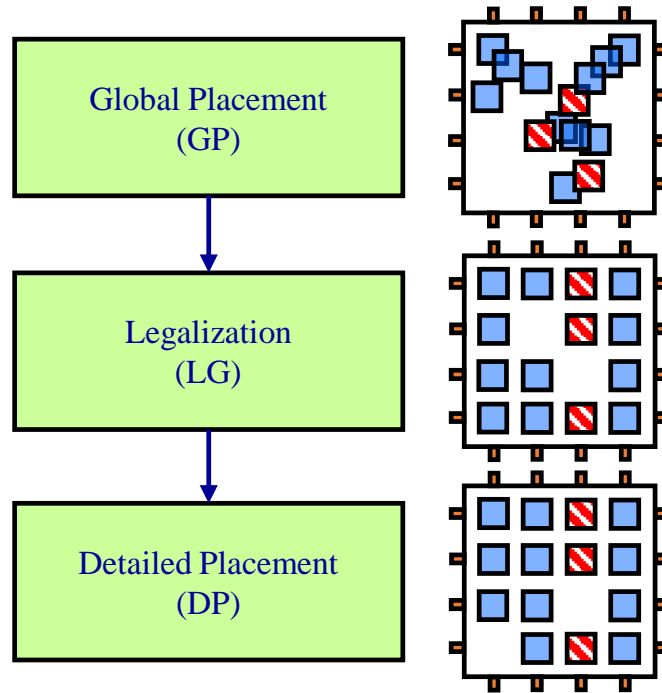 Global Placement
(GP)
Legalization
(LG)
Detailed Placement
(DP)